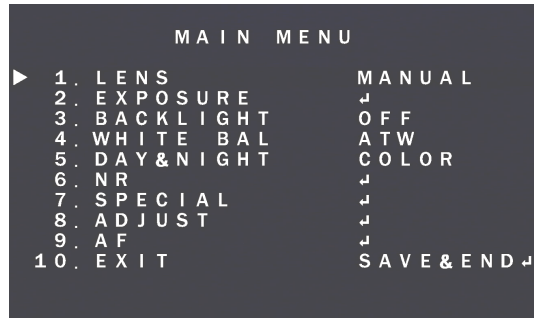 MAIN MENU
▶ 1. LENS MANUAL
2. EXPOSURE ↵
3. BACKLIGHT OFF
4. WHITE BAL ATW
5. DAY&NIGHT COLOR
6. NR ↵
7. SPECIAL ↵
8. ADJUST ↵
9. AF ↵
10. EXIT SAVE&END↵